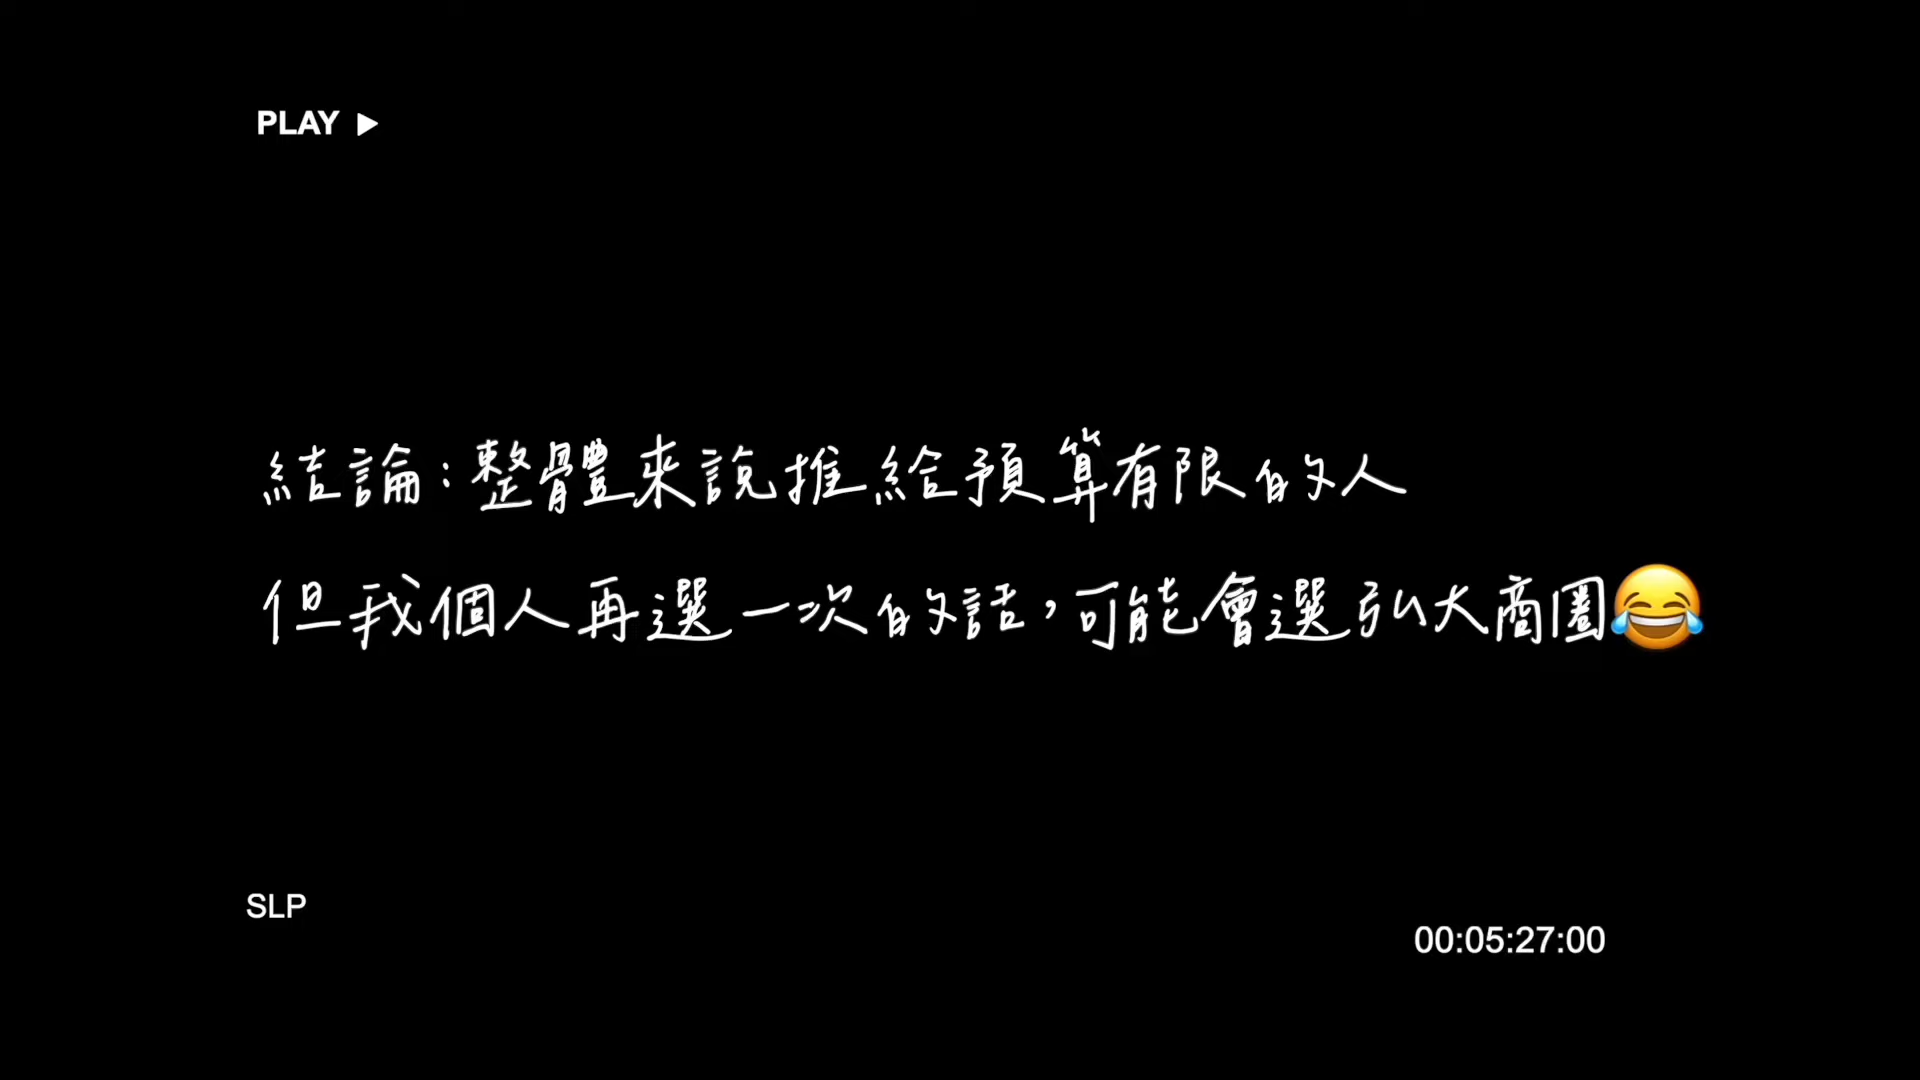 PLAY
結論:整體來說推給預算有限的人
但我個人再選一次的話,可能會選弘大商圈😂
SLP
00:05:27:00